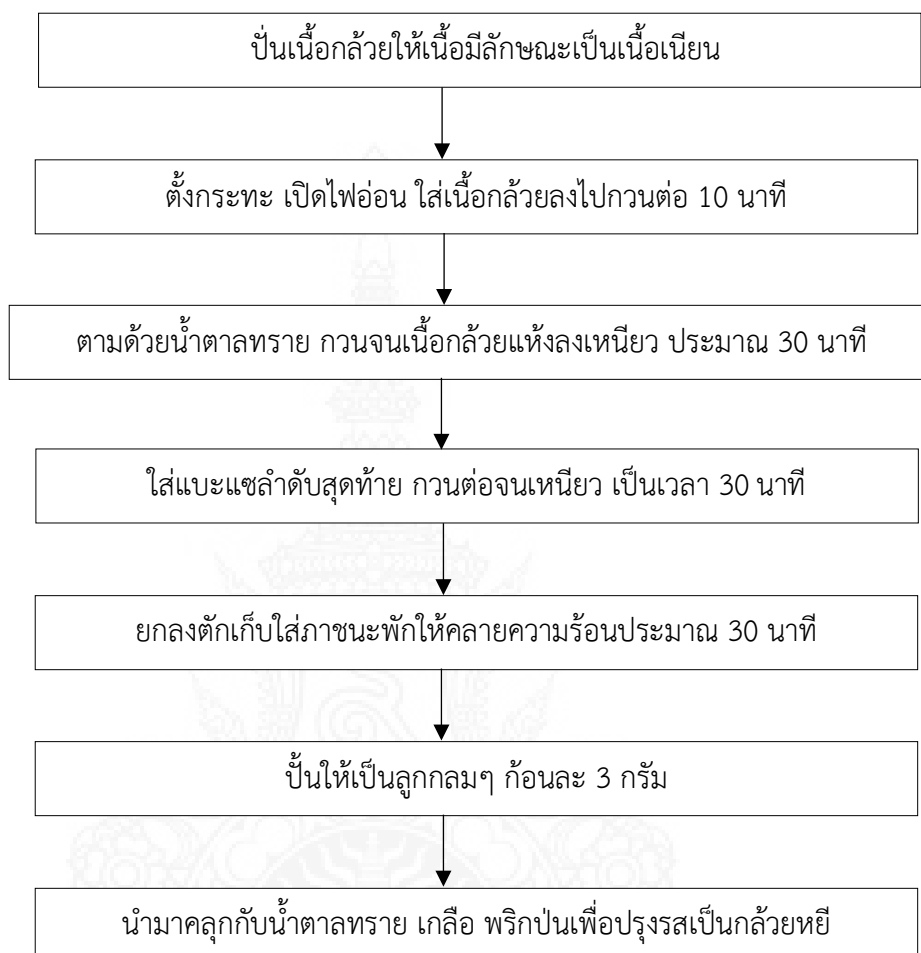 ปั่นเนื้อกล้วยให้เนื้อมีลักษณะเป็นเนื้อเนียน
ตั้งกระทะ เปิดไฟอ่อน ใส่เนื้อกล้วยลงไปกวนต่อ 10 นาที
ตามด้วยน้ำตาลทราย กวนจนเนื้อกล้วยแห้งลงเหนียว ประมาณ 30 นาที
ใส่แบะแซลำดับสุดท้าย กวนต่อจนเหนียว เป็นเวลา 30 นาที
ยกลงตักเก็บใส่ภาชนะพักให้คลายความร้อนประมาณ 30 นาที
ปั้นให้เป็นลูกกลมๆ ก้อนละ 3 กรัม
นำมาคลุกกับน้ำตาลทราย เกลือ พริกป่นเพื่อปรุงรสเป็นกล้วยหยี